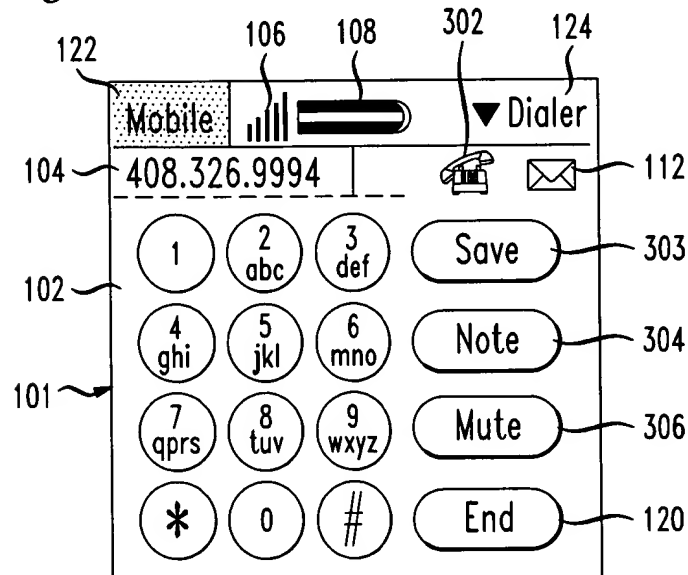 302
106 108 124
122
Mobile ▼ Dialer
104 408.326.9994 112
1 2 abc 3 def Save 303
102
4 ghi 5 jkl 6 mno Note 304
101
7 qprs 8 tuv 9 wxyz Mute 306
* 0 # End 120